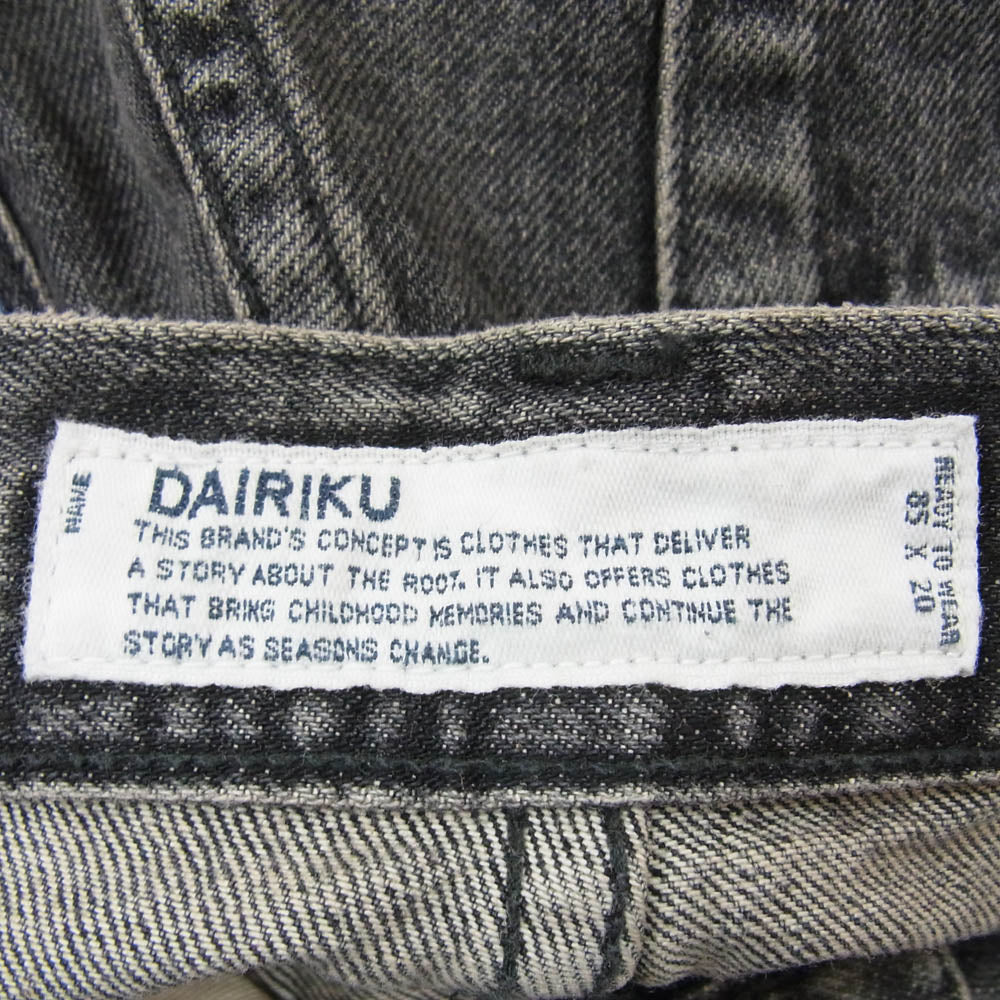 NAME
DAIRIKU
THIS BRAND'S CONCEPT IS CLOTHES THAT DELIVER
A STORY ABOUT THE ROOT. IT ALSO OFFERS CLOTHES
THAT BRING CHILDHOOD MEMORIES AND CONTINUE THE
STORY AS SEASONS CHANGE.
READY TO WEAR
85 X 20